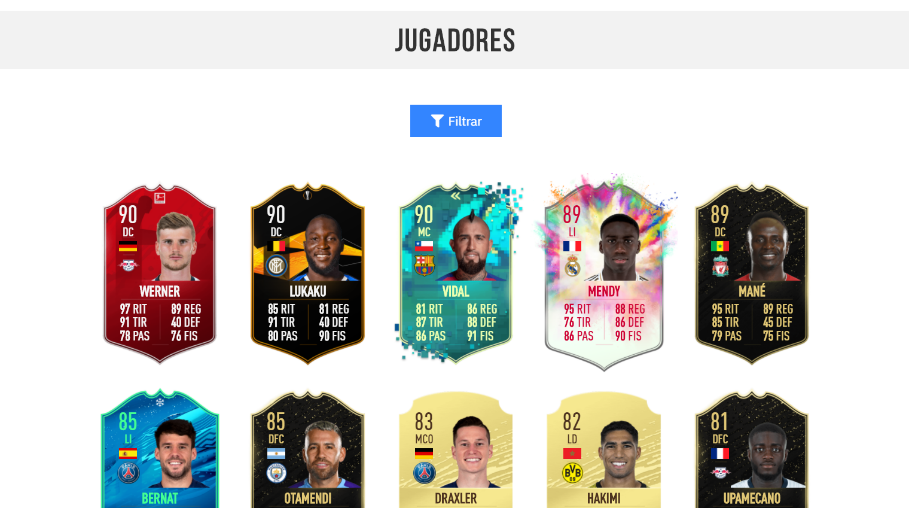 JUGADORES
Filtrar
90
DC
WERNER
97 RIT 89 REG
91 TIR 40 DEF
78 PAS 76 FIS
90
DC
LUKAKU
85 RIT 81 REG
91 TIR 40 DEF
80 PAS 90 FIS
90
MC
VIDAL
81 RIT 86 REG
87 TIR 88 DEF
86 PAS 91 FIS
89
LI
MENDY
95 RIT 88 REG
76 TIR 86 DEF
86 PAS 90 FIS
89
DC
MANÉ
95 RIT 89 REG
85 TIR 45 DEF
79 PAS 75 FIS
85
LI
BERNAT
85
DFC
OTAMENDI
83
MCO
DRAXLER
82
LD
HAKIMI
81
DFC
UPAMECANO